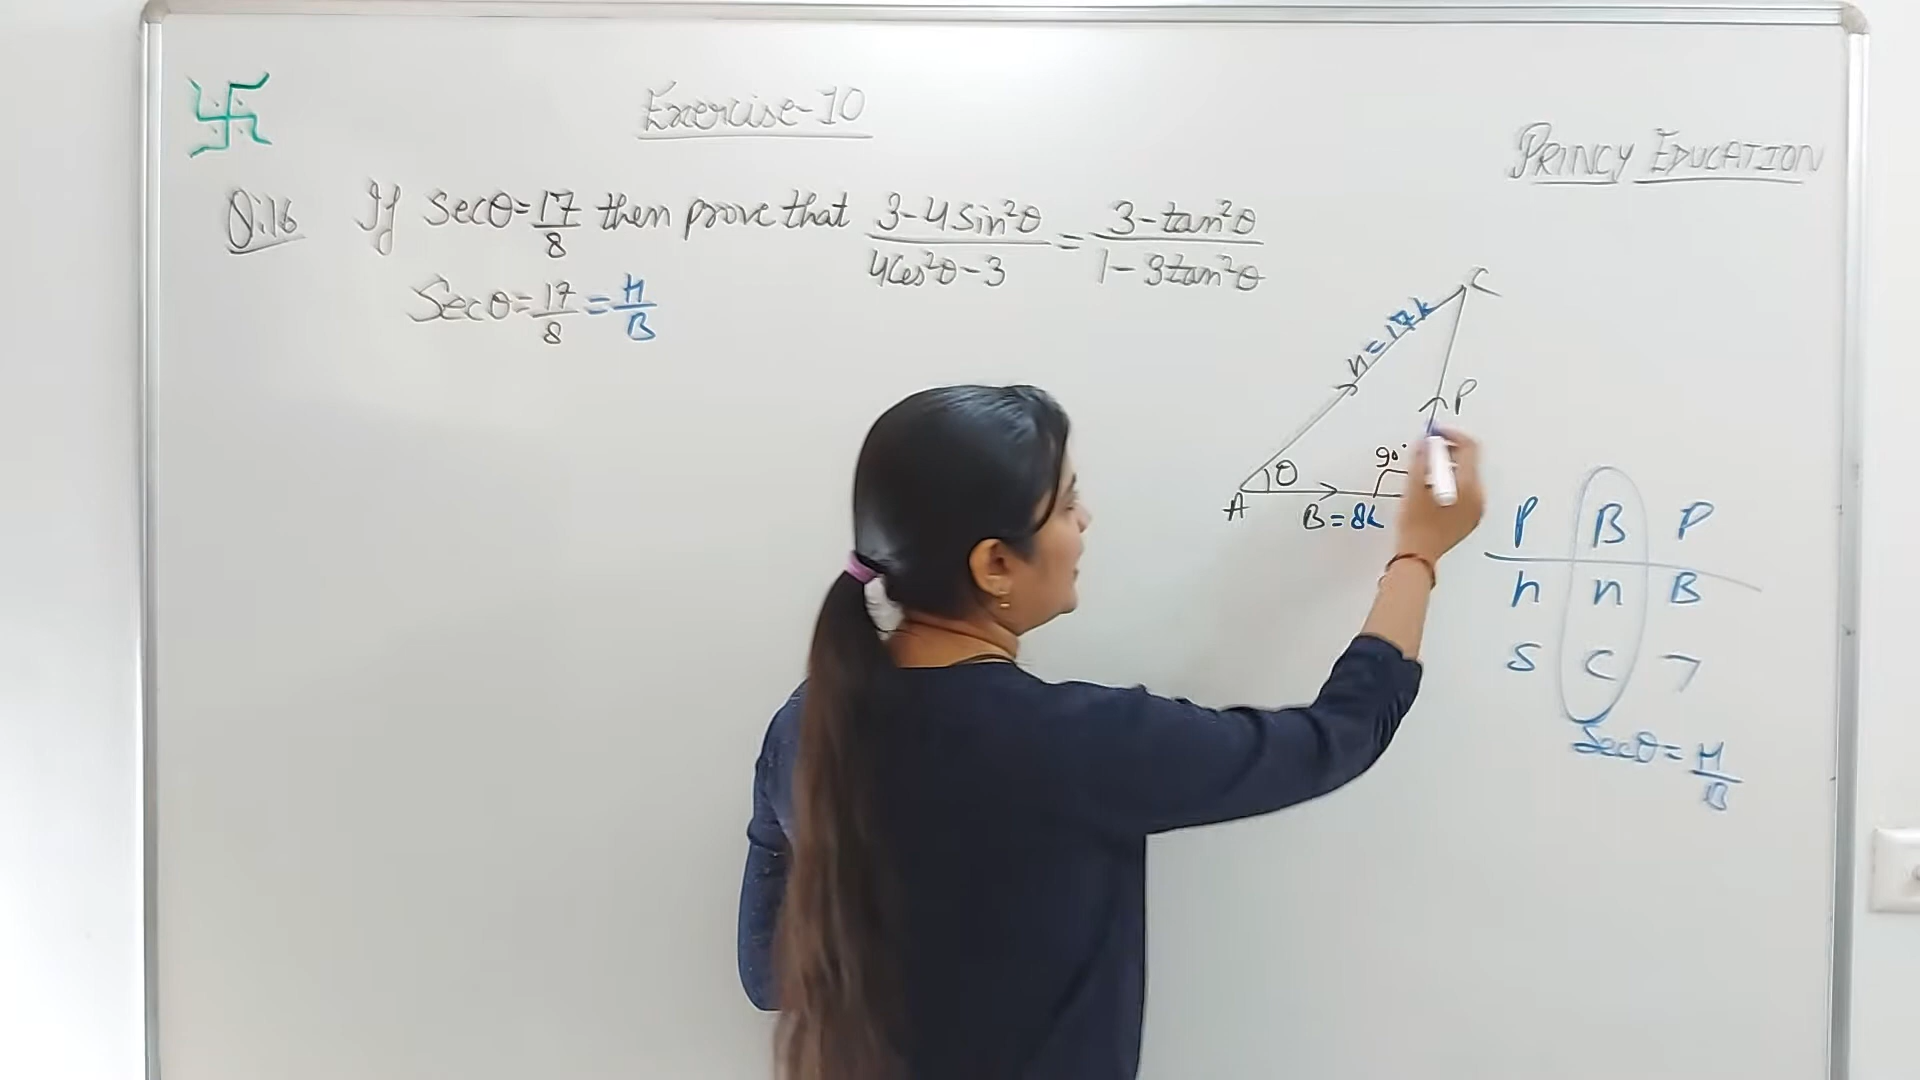 Exercise-10
PRINCY EDUCATION
Q.16 If Secθ=17/8 then prove that (3-4Sin²θ)/(4Cos²θ-3) = (3-tan²θ)/(1-3tan²θ)
Secθ=17/8=H/B
C
h=17k
P
90°
θ
A
B=8k
P B P
h h B
S C T
Secθ=H/B